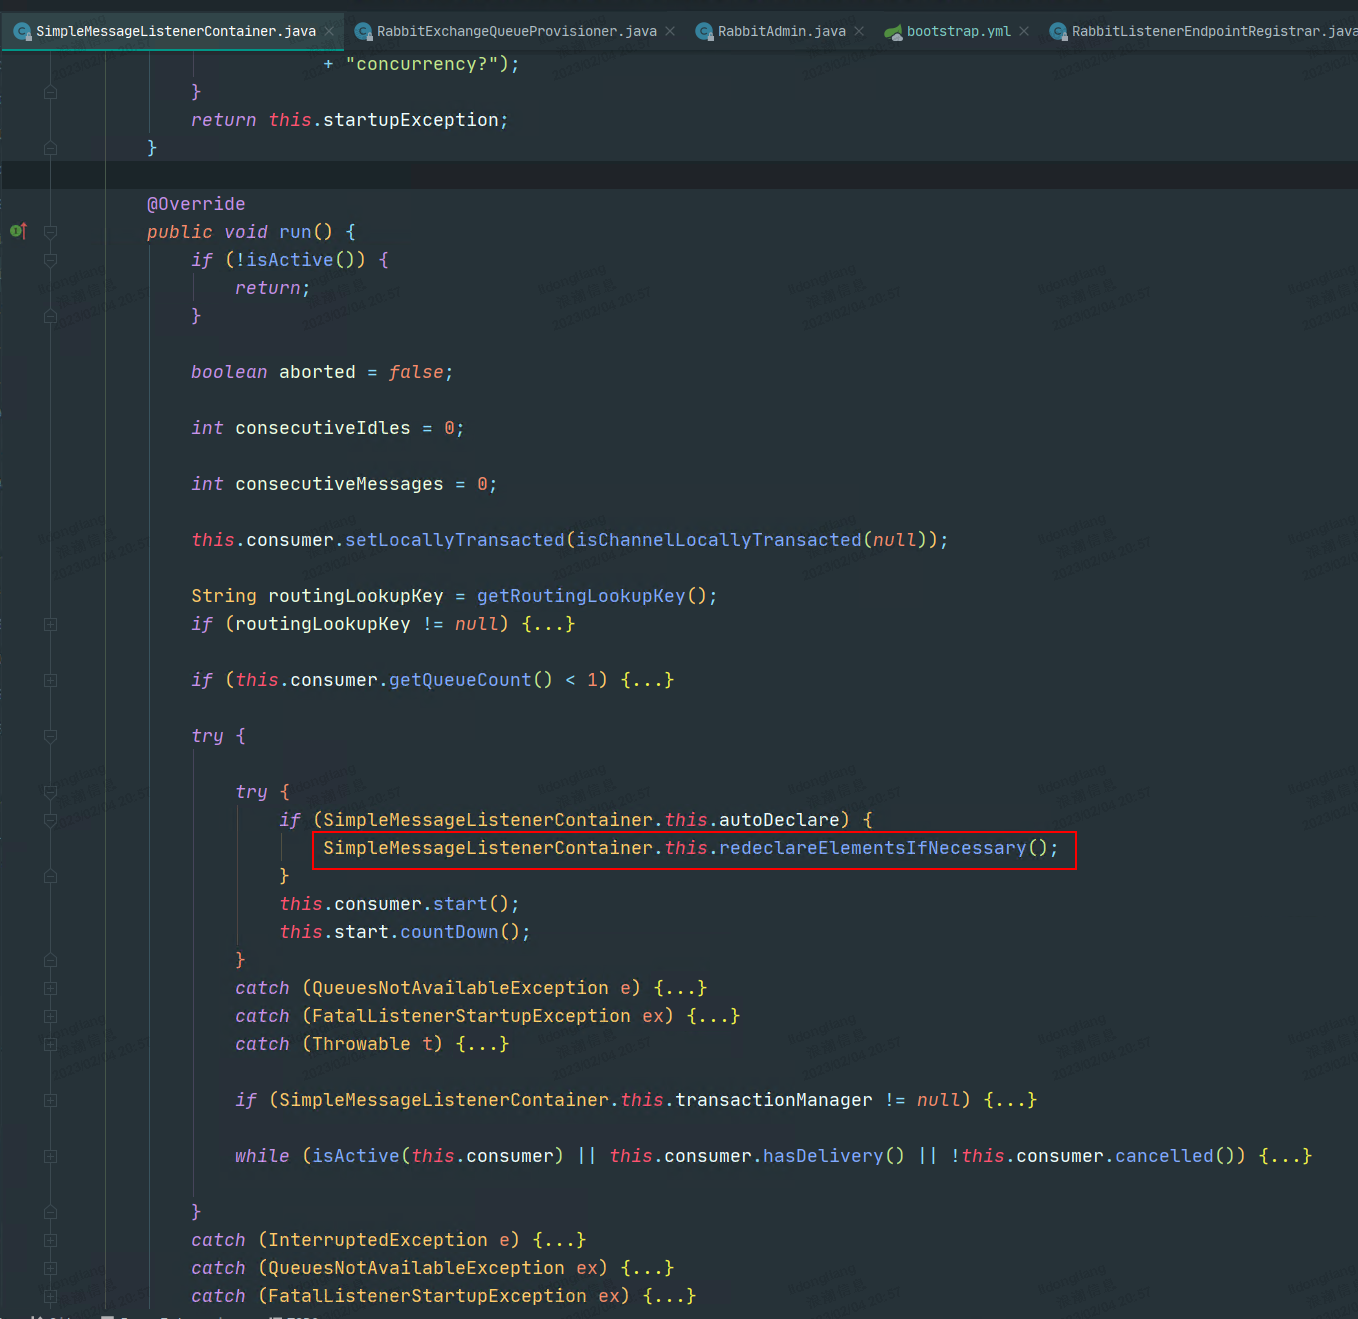 SimpleMessageListenerContainer.java RabbitExchangeQueueProvisioner.java RabbitAdmin.java bootstrap.yml RabbitListenerEndpointRegistrar.java
+ "concurrency?");
}
return this.startupException;
}
@Override
public void run() {
if (!isActive()) {
return;
}
boolean aborted = false;
int consecutiveIdles = 0;
int consecutiveMessages = 0;
this.consumer.setLocallyTransacted(isChannelLocallyTransacted(null));
String routingLookupKey = getRoutingLookupKey();
if (routingLookupKey != null) {...}
if (this.consumer.getQueueCount() < 1) {...}
try {
try {
if (SimpleMessageListenerContainer.this.autoDeclare) {
SimpleMessageListenerContainer.this.redeclareElementsIfNecessary();
}
this.consumer.start();
this.start.countDown();
}
catch (QueuesNotAvailableException e) {...}
catch (FatalListenerStartupException ex) {...}
catch (Throwable t) {...}
if (SimpleMessageListenerContainer.this.transactionManager != null) {...}
while (isActive(this.consumer) || this.consumer.hasDelivery() || !this.consumer.cancelled()) {...}
}
catch (InterruptedException e) {...}
catch (QueuesNotAvailableException ex) {...}
catch (FatalListenerStartupException ex) {...}